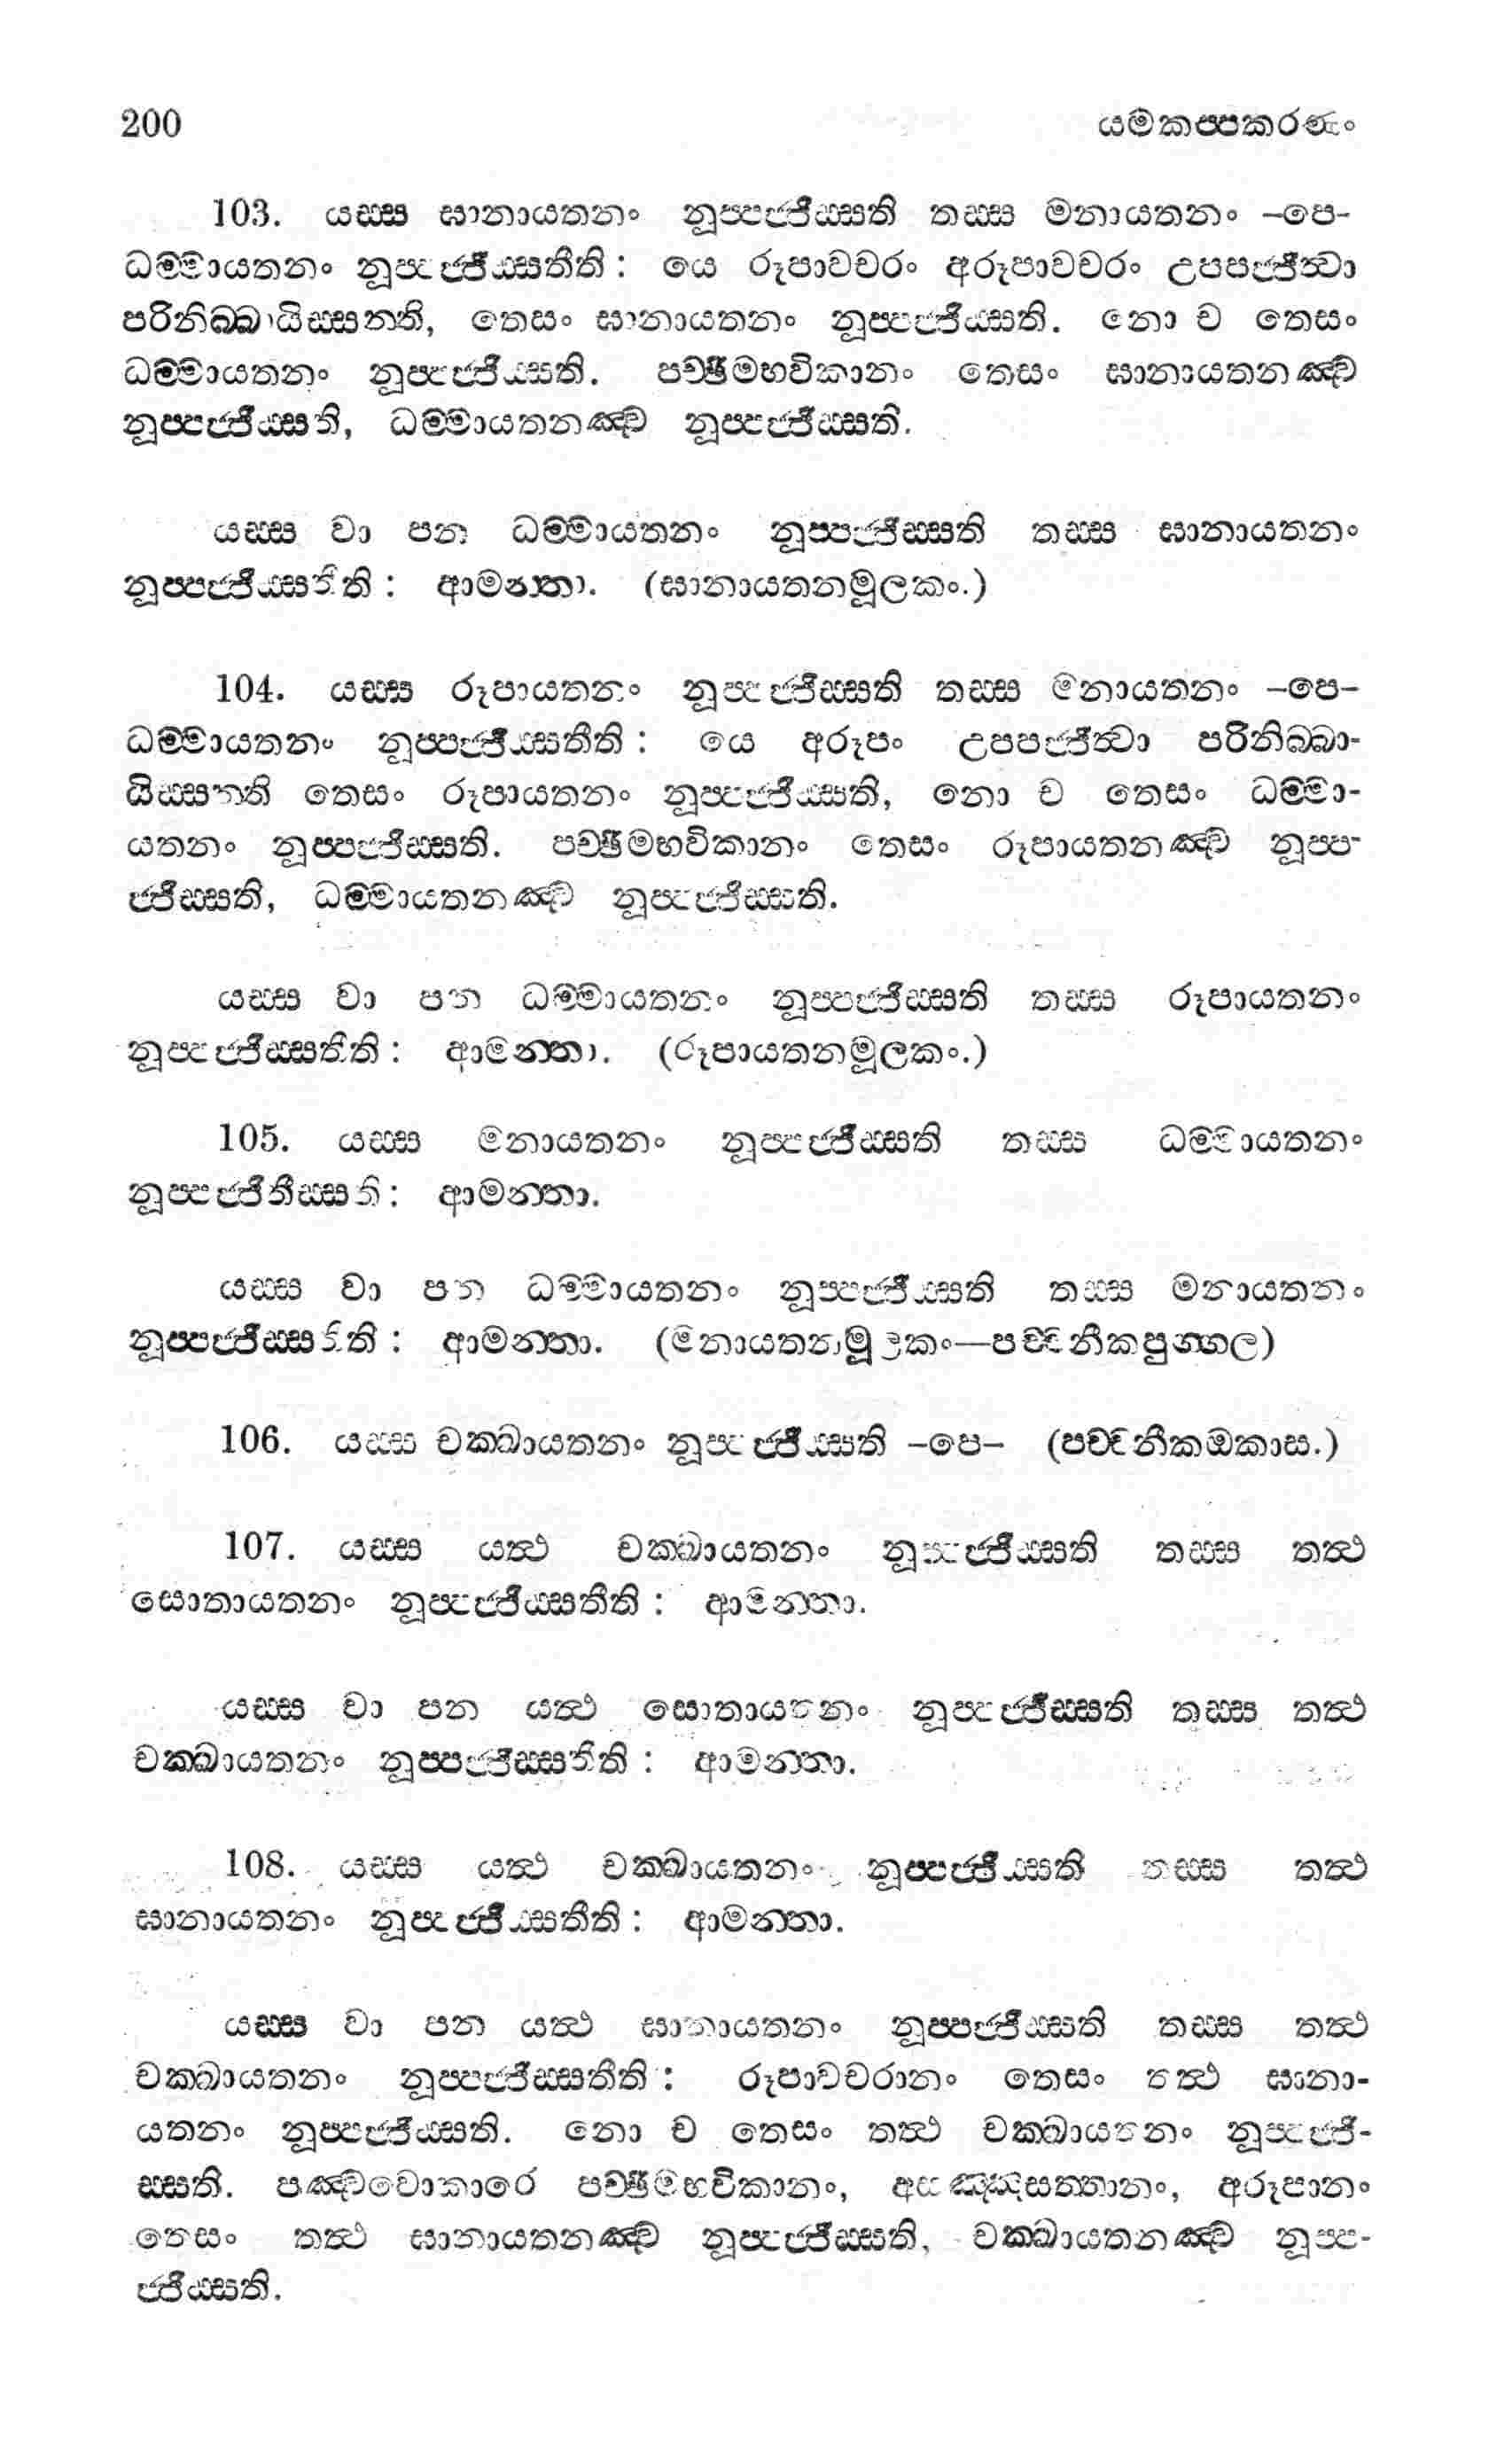 200 යමකප්පකරණං
103. යස්ස ඝානායතනං නූප්පජ්ජිස්සති තස්ස මනායතනං –පෙ–
ධම්මායතනං නූප්පජ්ජිස්සතීති: යෙ රූපාවචරං අරූපාවචරං උපපජ්ජිත්වා
පරිනිබ්බායිස්සන්ති, තෙසං ඝානායතනං නූප්පජ්ජිස්සති. නො ච තෙසං
ධම්මායතනං නූප්පජ්ජිස්සති. පච්ඡිමභවිකානං තෙසං ඝානායතනඤ්ච
නූප්පජ්ජිස්සති, ධම්මායතනඤ්ච නූප්පජ්ජිස්සති.
යස්ස වා පන ධම්මායතනං නූප්පජ්ජිස්සති තස්ස ඝානායතනං
නූප්පජ්ජිස්සතීති: ආමන්තා. (ඝානායතනමූලකං.)
104. යස්ස රූපායතනං නූප්පජ්ජිස්සති තස්ස මනායතනං –පෙ–
ධම්මායතනං නූප්පජ්ජිස්සතීති: යෙ අරූපං උපපජ්ජිත්වා පරිනිබ්බා-
යිස්සන්ති තෙසං රූපායතනං නූප්පජ්ජිස්සති, නො ච තෙසං ධම්මා-
යතනං නූප්පජ්ජිස්සති. පච්ඡිමභවිකානං තෙසං රූපායතනඤ්ච නූප්ප-
ජ්ජිස්සති, ධම්මායතනඤ්ච නූප්පජ්ජිස්සති.
යස්ස වා පන ධම්මායතනං නූප්පජ්ජිස්සති තස්ස රූපායතනං
නූප්පජ්ජිස්සතීති: ආමන්තා. (රූපායතනමූලකං.)
105. යස්ස මනායතනං නූප්පජ්ජිස්සති තස්ස ධම්මායතනං
නූප්පජ්ජිතීස්සති: ආමන්තා.
යස්ස වා පන ධම්මායතනං නූප්පජ්ජිස්සති තස්ස මනායතනං
නූප්පජ්ජිස්සතීති: ආමන්තා. (මනායතනමූලකං—පච්චනීකපුග්ගල)
106. යස්ස චක්ඛායතනං නූප්පජ්ජිස්සති –පෙ– (පච්චනීකඔකාස.)
107. යස්ස යත්ථ චක්ඛායතනං නූප්පජ්ජිස්සති තස්ස තත්ථ
සොතායතනං නූප්පජ්ජිස්සතීති: ආමන්තා.
යස්ස වා පන යත්ථ සොතායතනං නූප්පජ්ජිස්සති තස්ස තත්ථ
චක්ඛායතනං නූප්පජ්ජිස්සතීති: ආමන්තා.
108. යස්ස යත්ථ චක්ඛායතනං නූප්පජ්ජිස්සති තස්ස තත්ථ
ඝානායතනං නූප්පජ්ජිස්සතීති: ආමන්තා.
යස්ස වා පන යත්ථ ඝානායතනං නූප්පජ්ජිස්සති තස්ස තත්ථ
චක්ඛායතනං නූප්පජ්ජිස්සතීති: රූපාවචරානං තෙසං තත්ථ ඝානා-
යතනං නූප්පජ්ජිස්සති. නො ච තෙසං තත්ථ චක්ඛායතනං නූප්පජ්ජි-
ස්සති. පඤ්චවොකාරෙ පච්ඡිමභවිකානං, අසඤ්ඤසත්තානං, අරූපානං
තෙසං තත්ථ ඝානායතනඤ්ච නූප්පජ්ජිස්සති, චක්ඛායතනඤ්ච නූප්ප-
ජ්ජිස්සති.